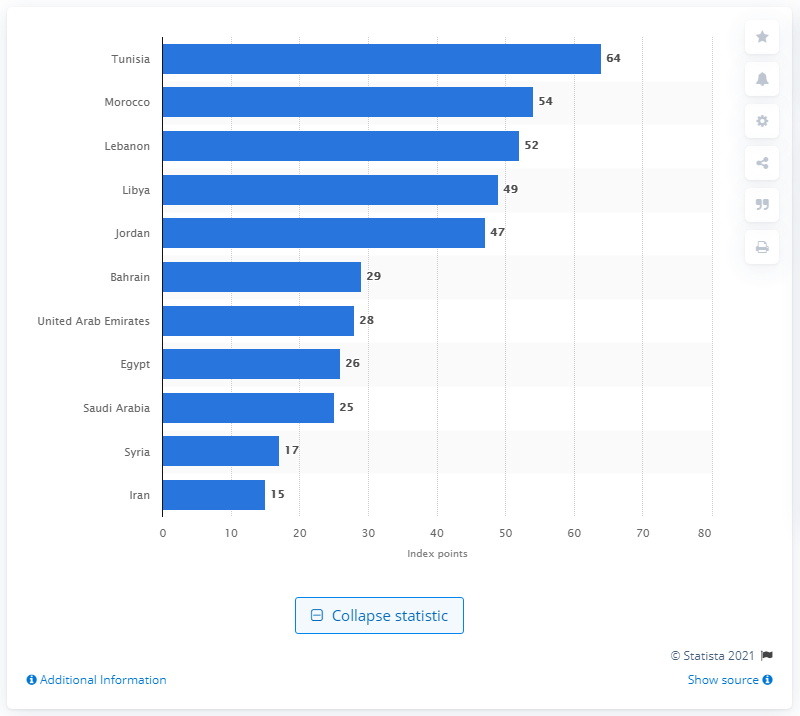 Tunisia 64
Morocco 54
Lebanon 52
Libya 49
Jordan 47
Bahrain 29
United Arab Emirates 28
Egypt 26
Saudi Arabia 25
Syria 17
Iran 15
0 10 20 30 40 50 60 70 80
Index points
Collapse statistic
© Statista 2021
Additional Information Show source